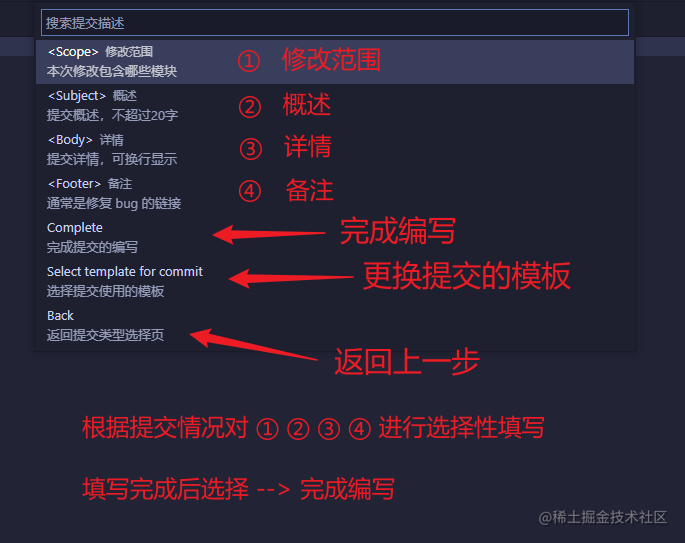 搜索提交描述
<Scope> 修改范围
本次修改包含哪些模块
① 修改范围
<Subject> 概述
提交概述，不超过20字
② 概述
<Body> 详情
提交详情，可换行显示
③ 详情
<Footer> 备注
通常是修复 bug 的链接
④ 备注
Complete
完成提交的编写
完成编写
Select template for commit
选择提交使用的模板
更换提交的模板
Back
返回提交类型选择页
返回上一步
根据提交情况对 ① ② ③ ④ 进行选择性填写
填写完成后选择 --> 完成编写
@稀土掘金技术社区